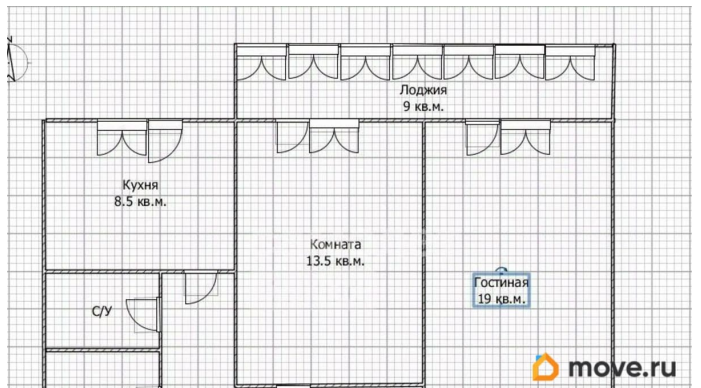 Лоджия
9 кв.м.
Кухня
8.5 кв.м.
Комната
13.5 кв.м.
Гостиная
19 кв.м.
С/У
move.ru